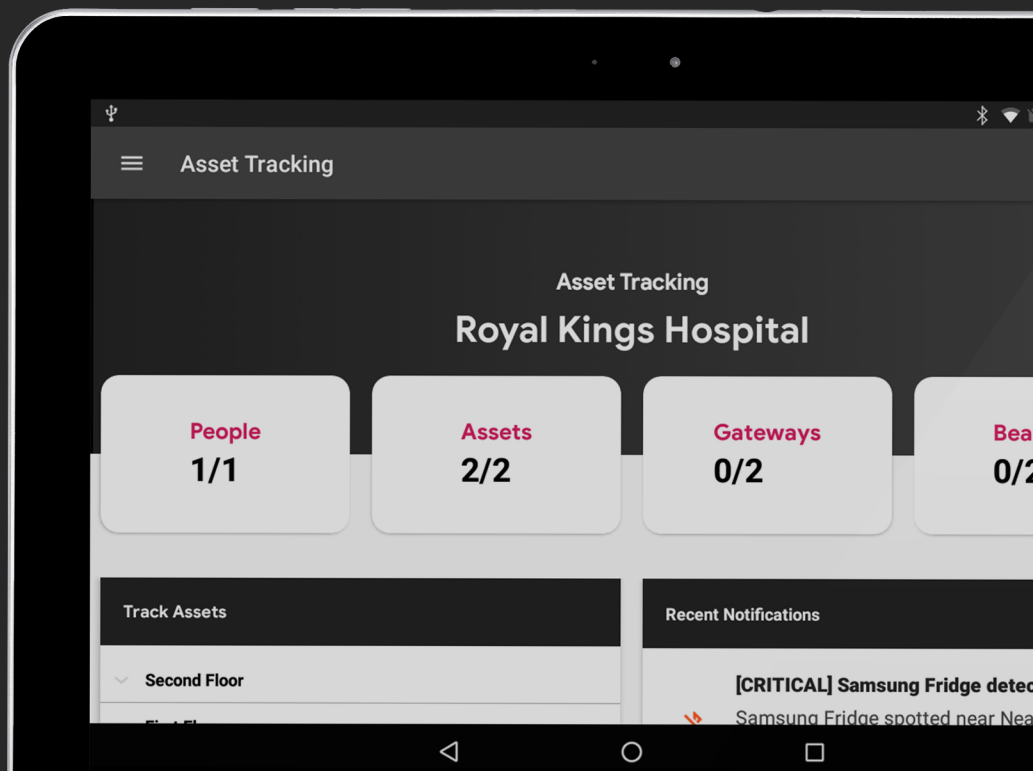 Asset Tracking
Asset Tracking
Royal Kings Hospital
People
1/1
Assets
2/2
Gateways
0/2
Track Assets
Recent Notifications
Second Floor
[CRITICAL] Samsung Fridge
Samsung Fridge spotted near